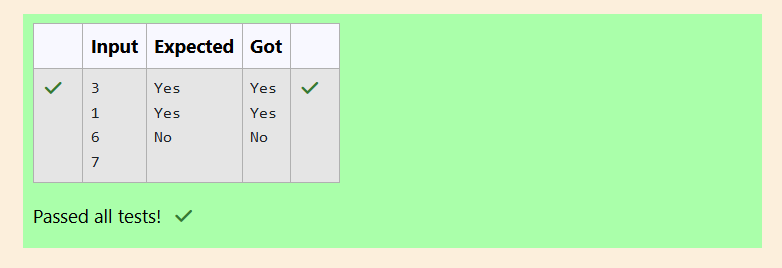 Input Expected Got
3 Yes Yes
1 Yes Yes
6 No No
7
Passed all tests!